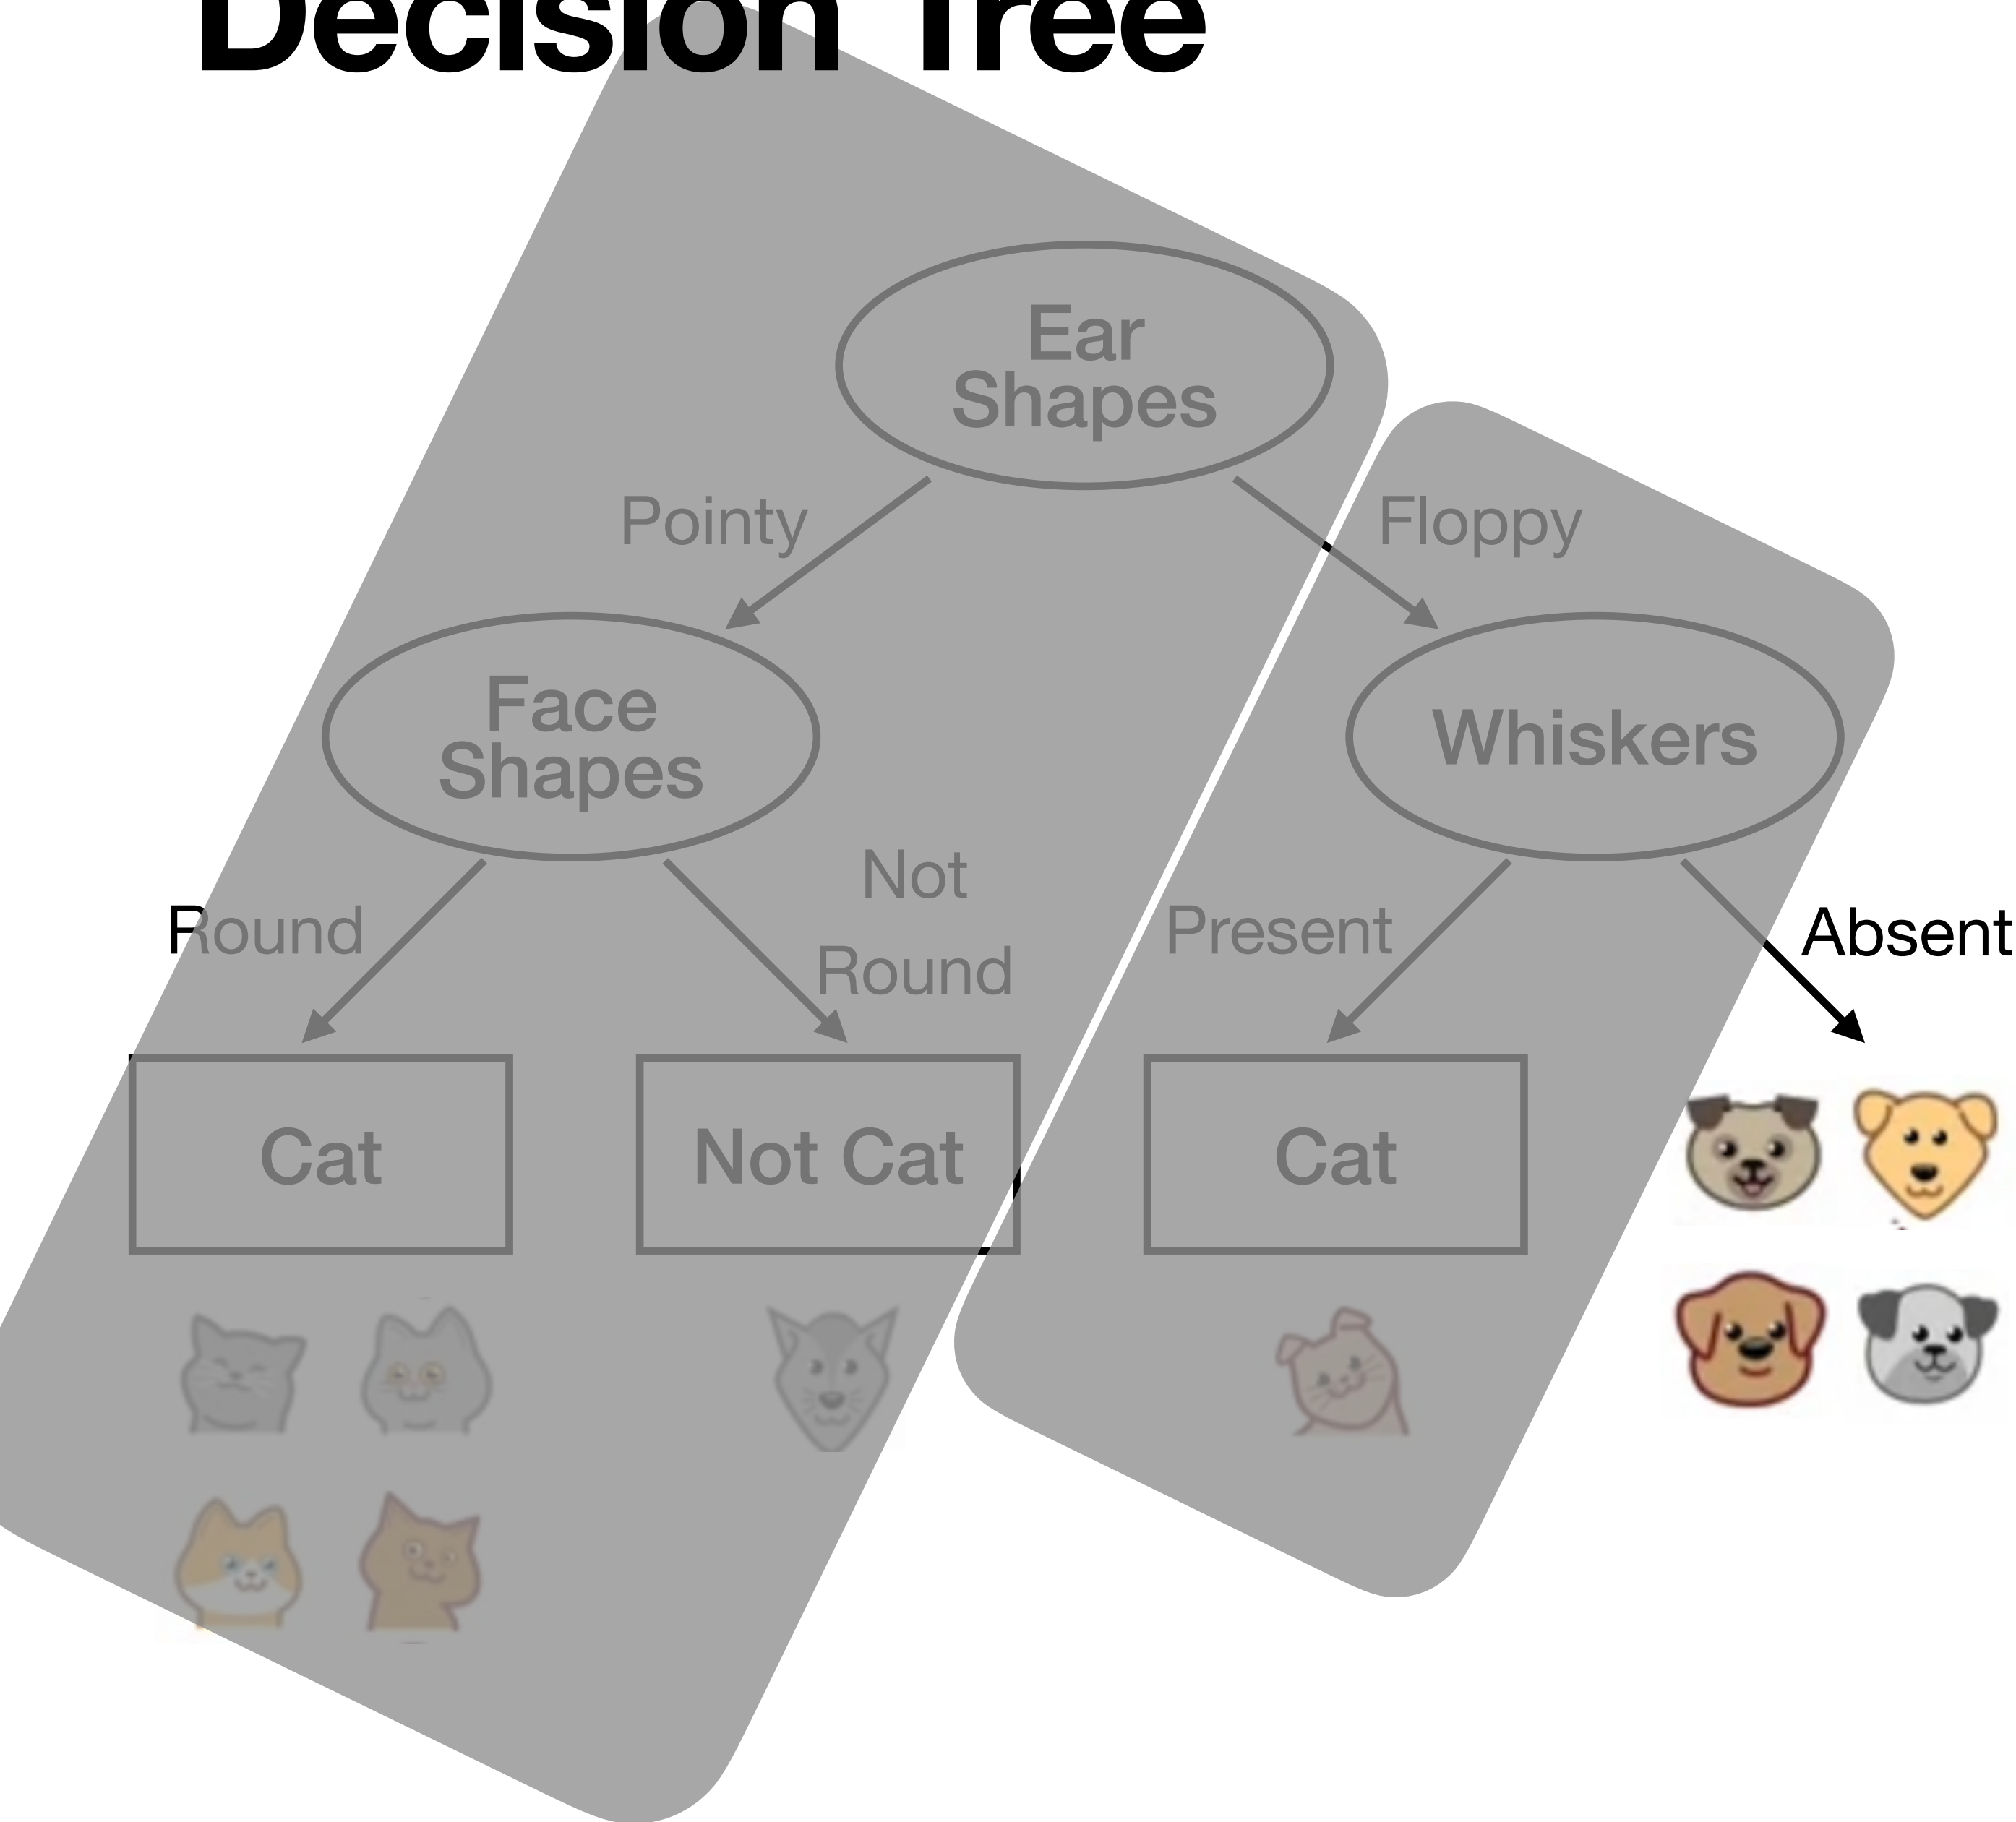 Decision Tree
Ear
Shapes
Pointy
Floppy
Face
Shapes
Whiskers
Not
Round
Round
Present
Absent
Cat
Not Cat
Cat